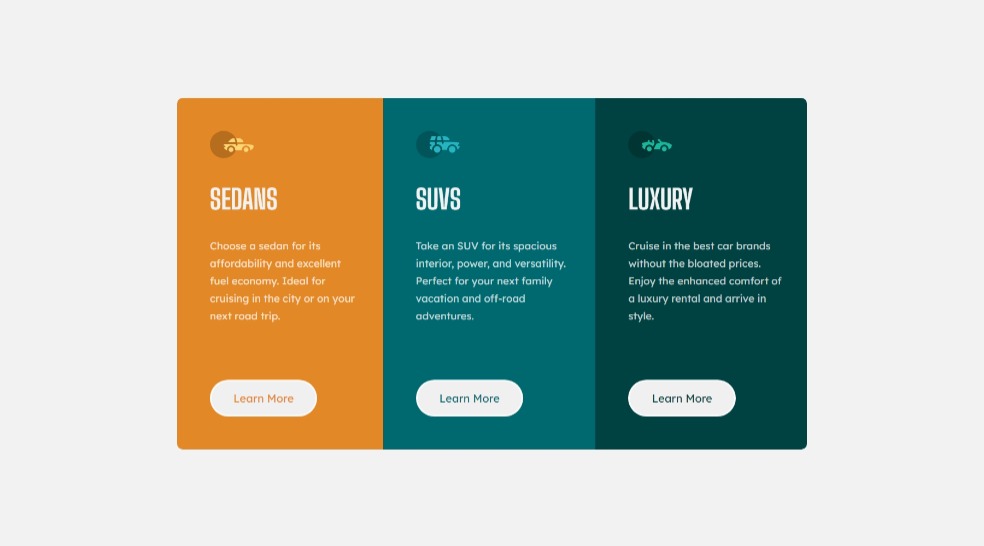 SEDANS
Choose a sedan for its
affordability and excellent
fuel economy. Ideal for
cruising in the city or on your
next road trip.
Learn More
SUVS
Take an SUV for its spacious
interior, power, and versatility.
Perfect for your next family
vacation and off-road
adventures.
Learn More
LUXURY
Cruise in the best car brands
without the bloated prices.
Enjoy the enhanced comfort of
a luxury rental and arrive in
style.
Learn More